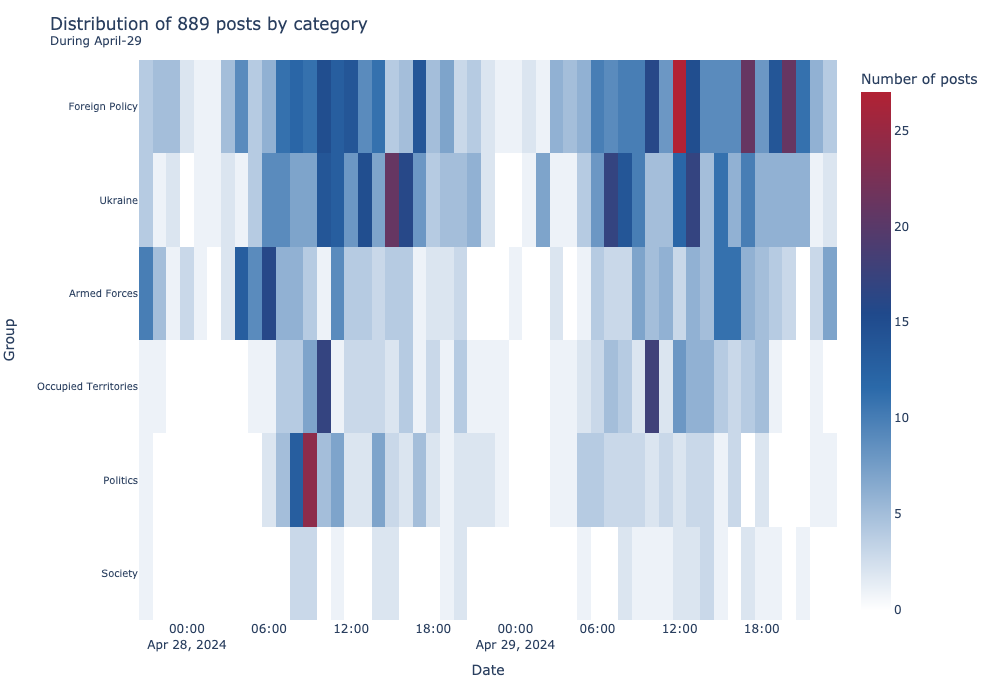 Distribution of 889 posts by category
During April-29
Number of posts
Foreign Policy
Ukraine
Armed Forces
Occupied Territories
Politics
Society
Group
25
20
15
10
5
0
00:00 06:00 12:00 18:00 00:00 06:00 12:00 18:00
Apr 28, 2024 Apr 29, 2024
Date